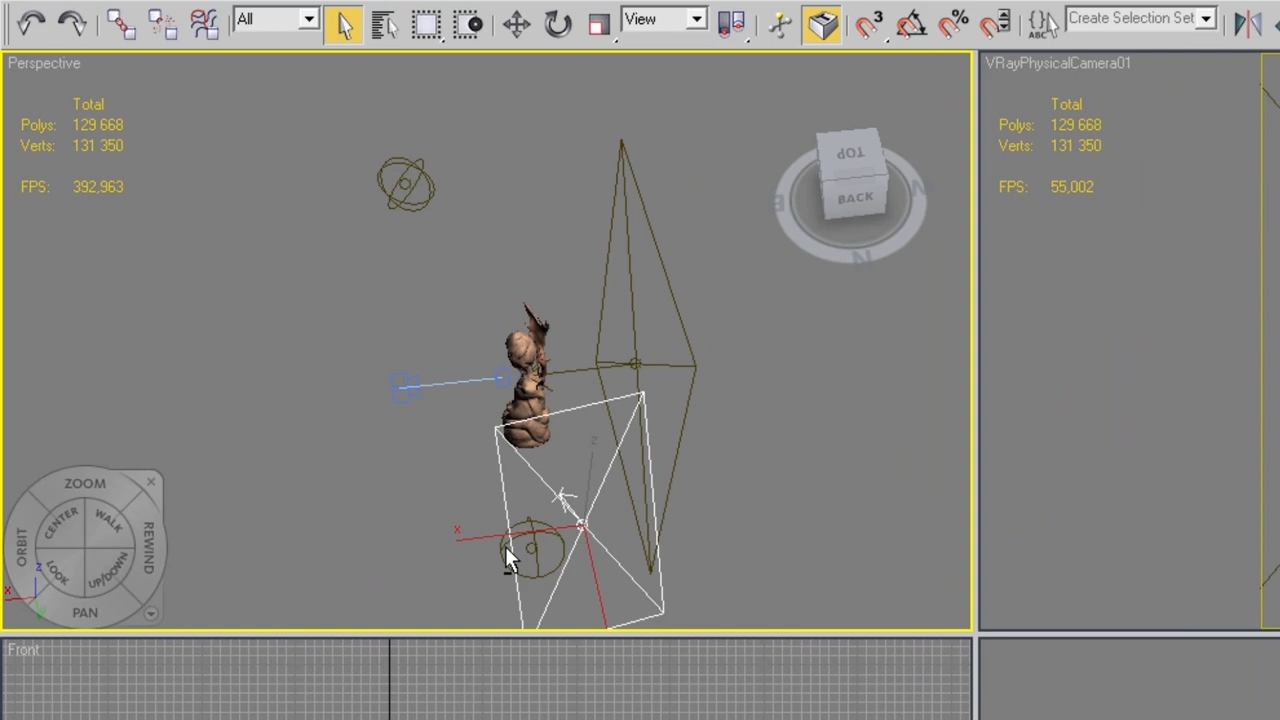 All
View
3
%
{}
ABC
Create Selection Set
Perspective
Total
Polys: 129 668
Verts: 131 350
FPS: 392,963
TOP
BACK
N
N
E
z
x
ZOOM
CENTER
WALK
ORBIT
REWIND
LOOK
UP/DOWN
PAN
z
x
y
VRayPhysicalCamera01
Total
Polys: 129 668
Verts: 131 350
FPS: 55,002
Front